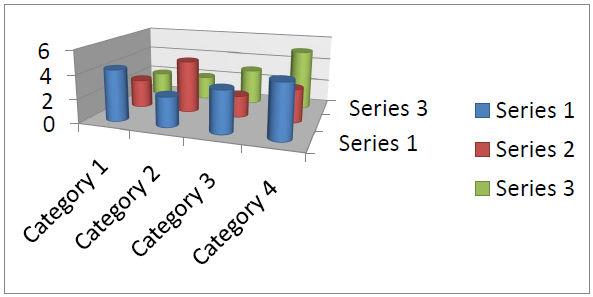 6
4
2
0
Category 1
Category 2
Category 3
Category 4
Series 3
Series 1
Series 1
Series 2
Series 3